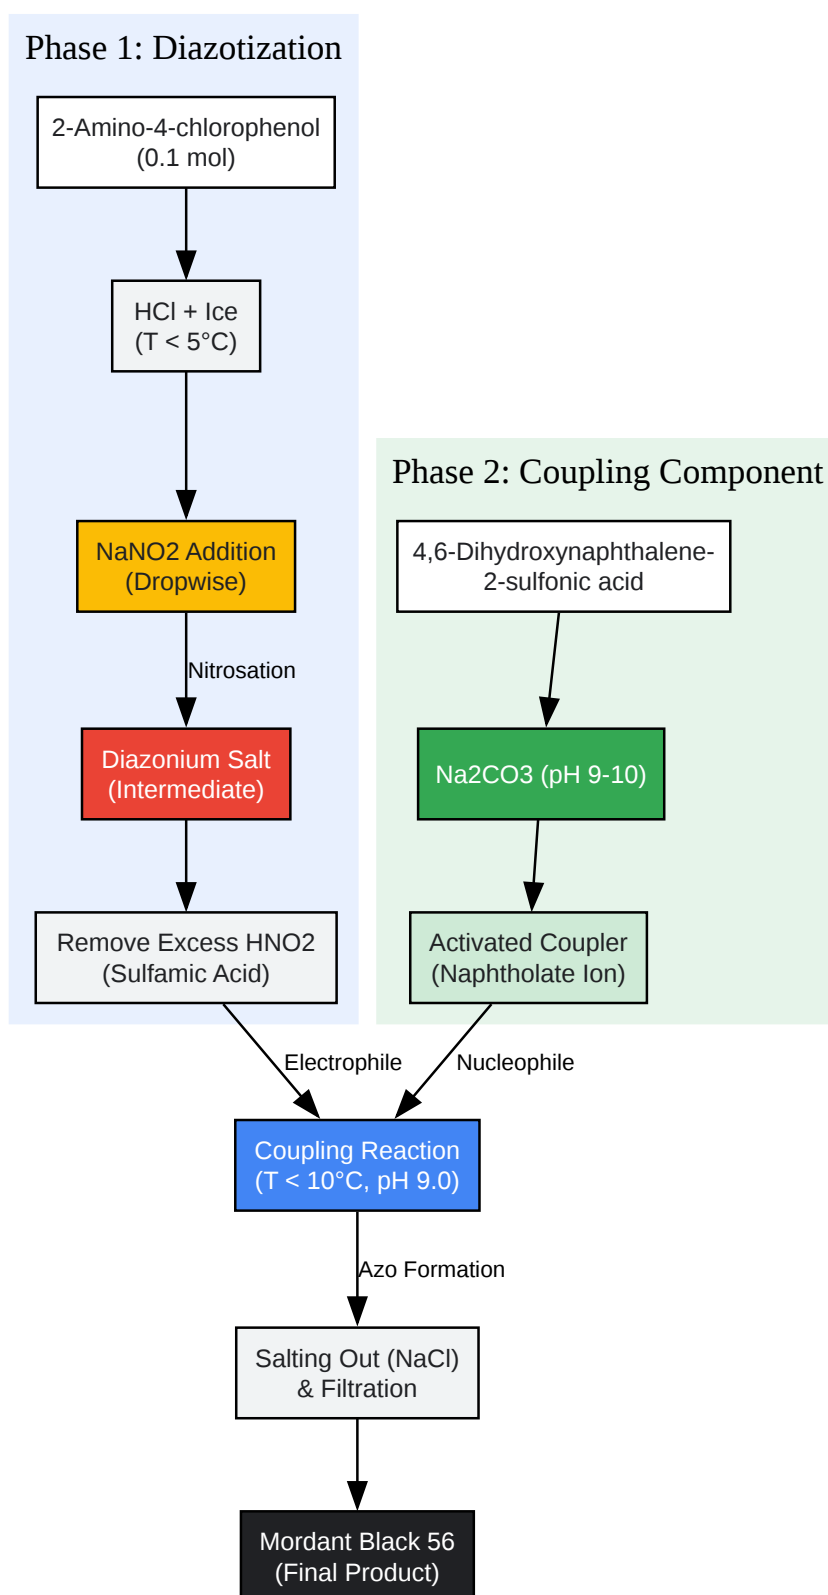 Phase 1: Diazotization
2-Amino-4-chlorophenol
(0.1 mol)
HCl + Ice
(T < 5°C)
NaNO2 Addition
(Dropwise)
Nitrosation
Diazonium Salt
(Intermediate)
Remove Excess HNO2
(Sulfamic Acid)
Phase 2: Coupling Component
4,6-Dihydroxynaphthalene-
2-sulfonic acid
Na2CO3 (pH 9-10)
Activated Coupler
(Naphtholate Ion)
Electrophile
Nucleophile
Coupling Reaction
(T < 10°C, pH 9.0)
Azo Formation
Salting Out (NaCl)
& Filtration
Mordant Black 56
(Final Product)